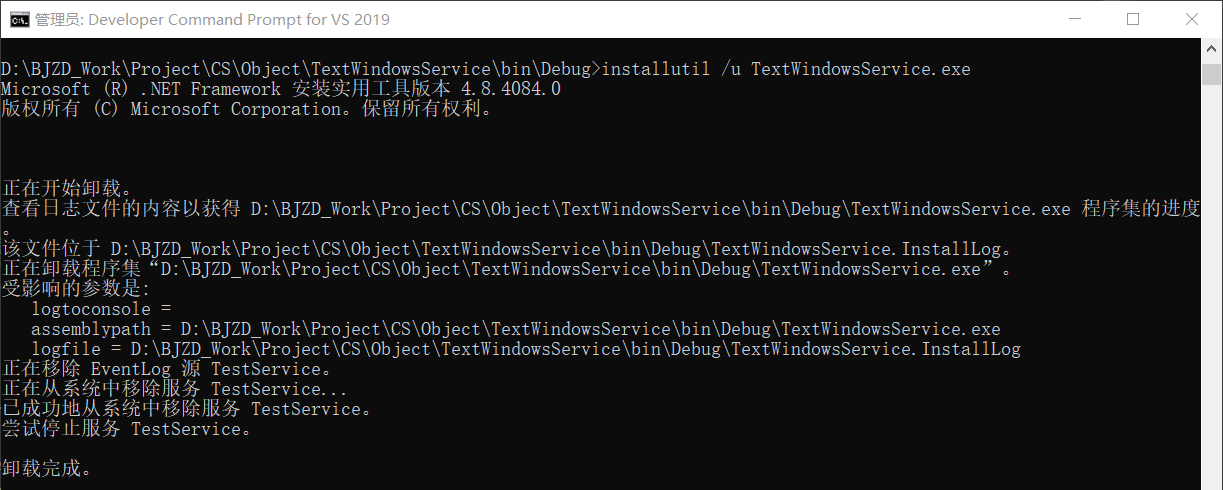 管理员: Developer Command Prompt for VS 2019
D:\BJZD_Work\Project\CS\Object\TextWindowsService\bin\Debug>installutil /u TextWindowsService.exe
Microsoft (R) .NET Framework 安装实用工具版本 4.8.4084.0
版权所有 (C) Microsoft Corporation。保留所有权利。
正在开始卸载。
查看日志文件的内容以获得 D:\BJZD_Work\Project\CS\Object\TextWindowsService\bin\Debug\TextWindowsService.exe 程序集的进度
。
该文件位于 D:\BJZD_Work\Project\CS\Object\TextWindowsService\bin\Debug\TextWindowsService.InstallLog。
正在卸载程序集“D:\BJZD_Work\Project\CS\Object\TextWindowsService\bin\Debug\TextWindowsService.exe”。
受影响的参数是:
   logtoconsole =
   assemblypath = D:\BJZD_Work\Project\CS\Object\TextWindowsService\bin\Debug\TextWindowsService.exe
   logfile = D:\BJZD_Work\Project\CS\Object\TextWindowsService\bin\Debug\TextWindowsService.InstallLog
正在移除 EventLog 源 TestService。
正在从系统中移除服务 TestService...
已成功地从系统中移除服务 TestService。
尝试停止服务 TestService。
卸载完成。